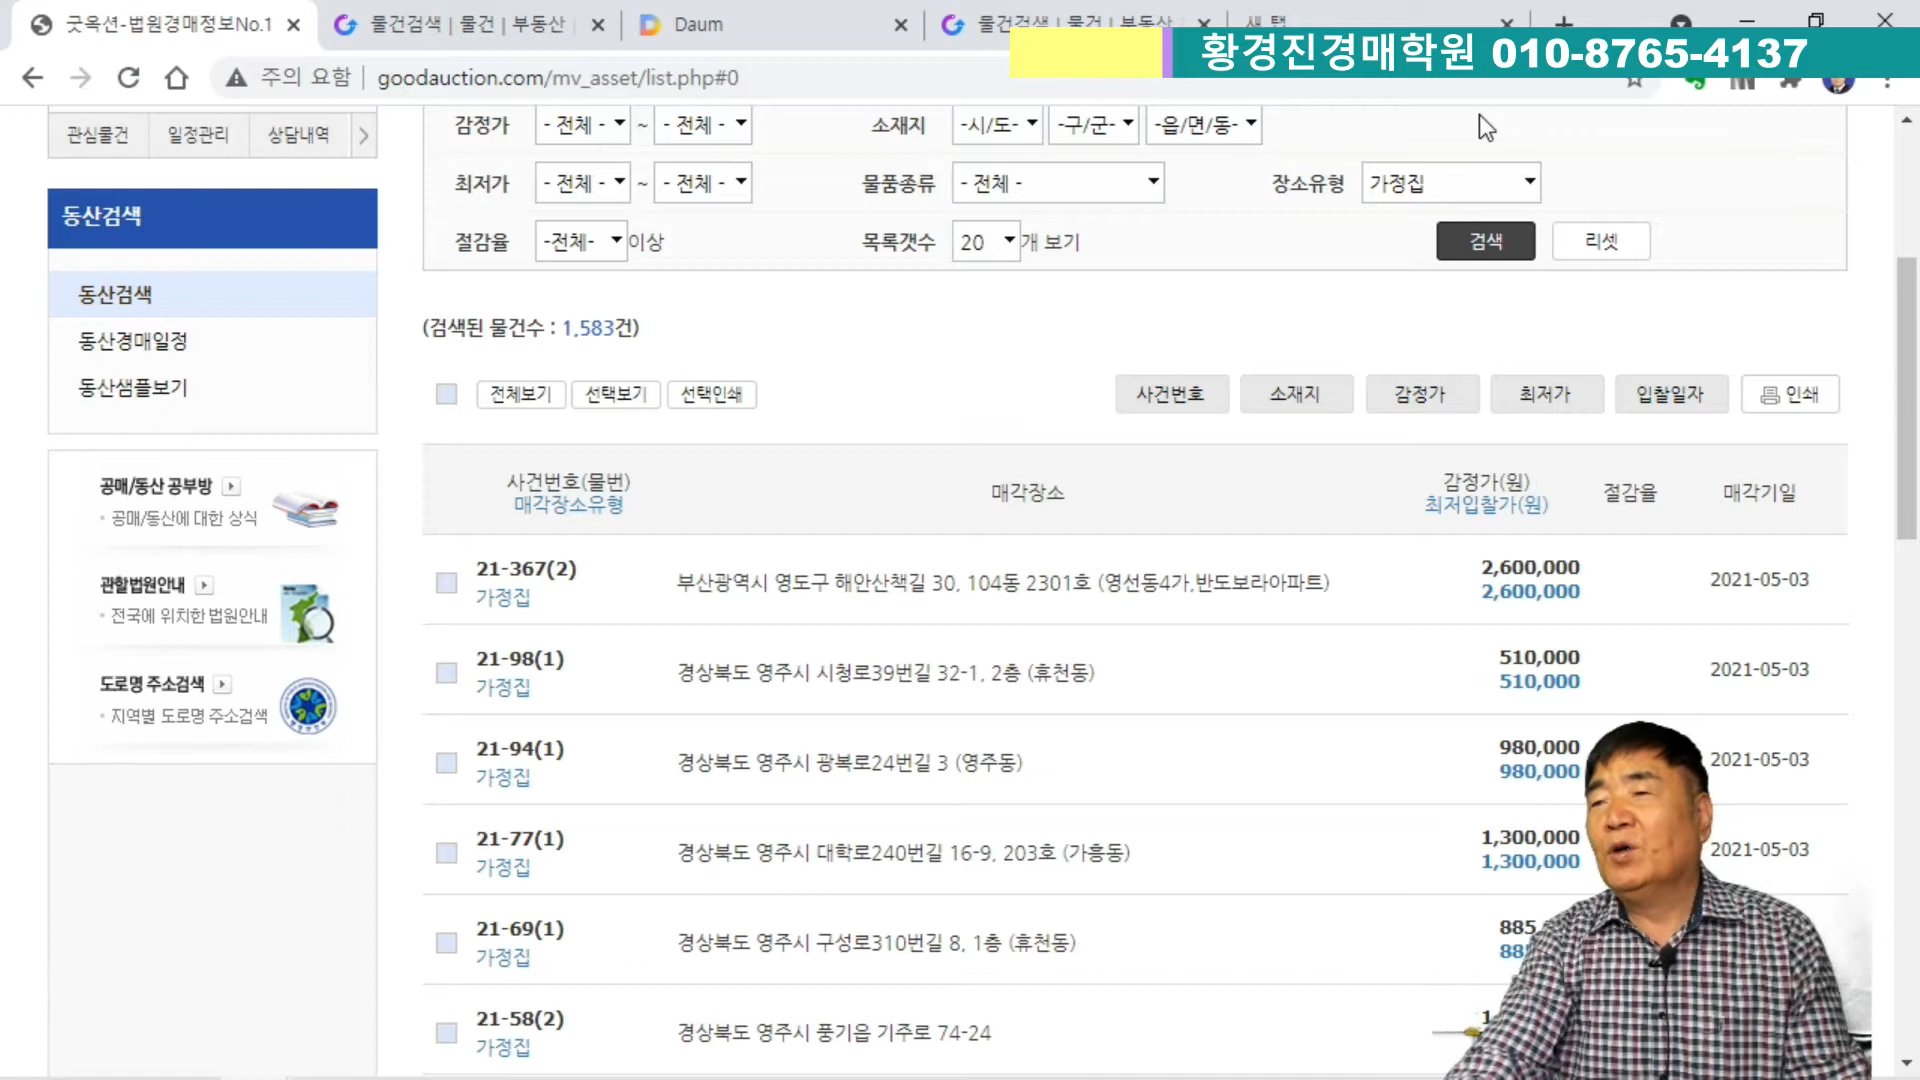 굿옥션-법원경매정보No.1
물건검색 | 물건 | 부동산
Daum
물건검색 | 물건 | 부동산
새 탭
황경진경매학원 010-8765-4137
주의 요함
goodauction.com/mv_asset/list.php#0
관심물건
일정관리
상담내역
동산검색
동산검색
동산경매일정
동산샘플보기
공매/동산 공부방
공매/동산에 대한 상식
관할법원안내
전국에 위치한 법원안내
도로명 주소검색
지역별 도로명 주소검색
감정가 - 전체 - ~ - 전체 - 소재지 -시/도- -구/군- -읍/면/동-
최저가 - 전체 - ~ - 전체 - 물품종류 - 전체 - 장소유형 가정집
절감율 -전체- 이상 목록갯수 20 개 보기 검색 리셋
(검색된 물건수 : 1,583건)
전체보기 선택보기 선택인쇄 사건번호 소재지 감정가 최저가 입찰일자 인쇄
사건번호(물번)
매각장소유형
매각장소
감정가(원)
최저입찰가(원)
절감율
매각기일
21-367(2)
가정집
부산광역시 영도구 해안산책길 30, 104동 2301호 (영선동4가,반도보라아파트)
2,600,000
2,600,000
2021-05-03
21-98(1)
가정집
경상북도 영주시 시청로39번길 32-1, 2층 (휴천동)
510,000
510,000
2021-05-03
21-94(1)
가정집
경상북도 영주시 광복로24번길 3 (영주동)
980,000
980,000
2021-05-03
21-77(1)
가정집
경상북도 영주시 대학로240번길 16-9, 203호 (가흥동)
1,300,000
1,300,000
2021-05-03
21-69(1)
가정집
경상북도 영주시 구성로310번길 8, 1층 (휴천동)
885,
21-58(2)
가정집
경상북도 영주시 풍기읍 기주로 74-24